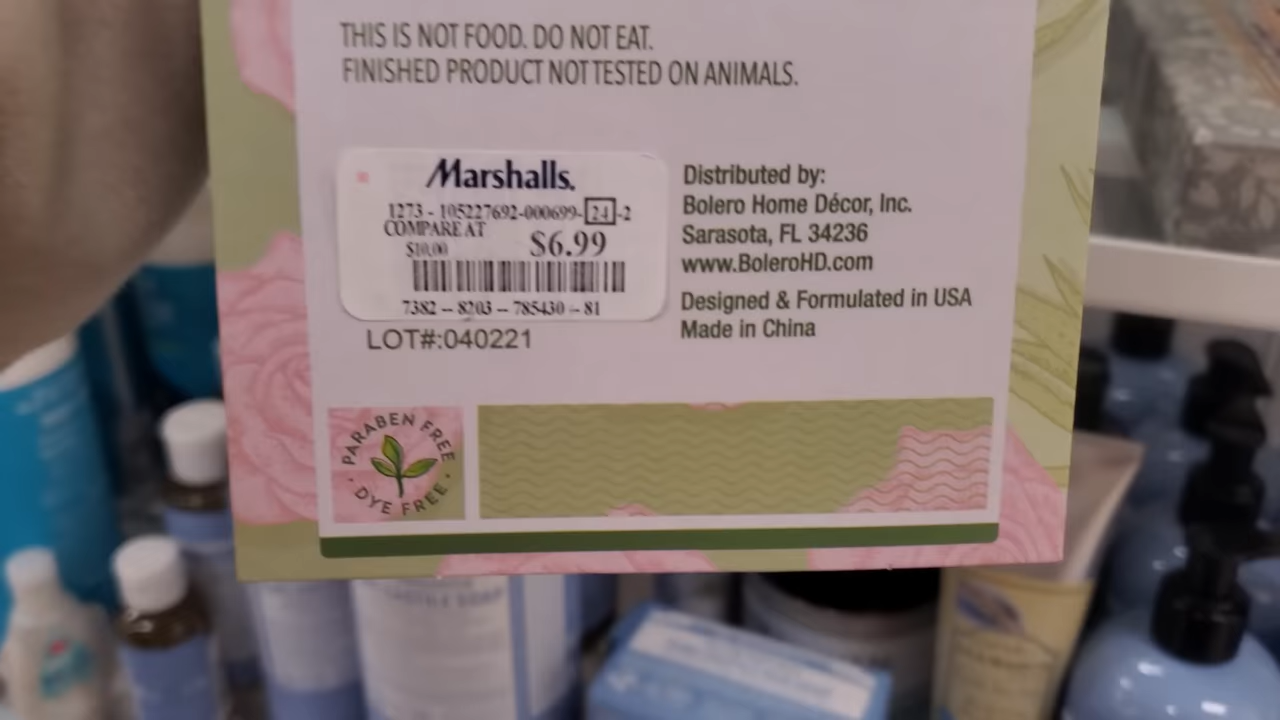 THIS IS NOT FOOD. DO NOT EAT.
FINISHED PRODUCT NOT TESTED ON ANIMALS.
Marshalls.
1273 - 105227692-000699-24-2
COMPARE AT
$10.00 $6.99
7382 -- 8203 -- 785430 -- 81
LOT#:040221
Distributed by:
Bolero Home Décor, Inc.
Sarasota, FL 34236
www.BoleroHD.com
Designed & Formulated in USA
Made in China
PARABEN FREE
· DYE FREE ·